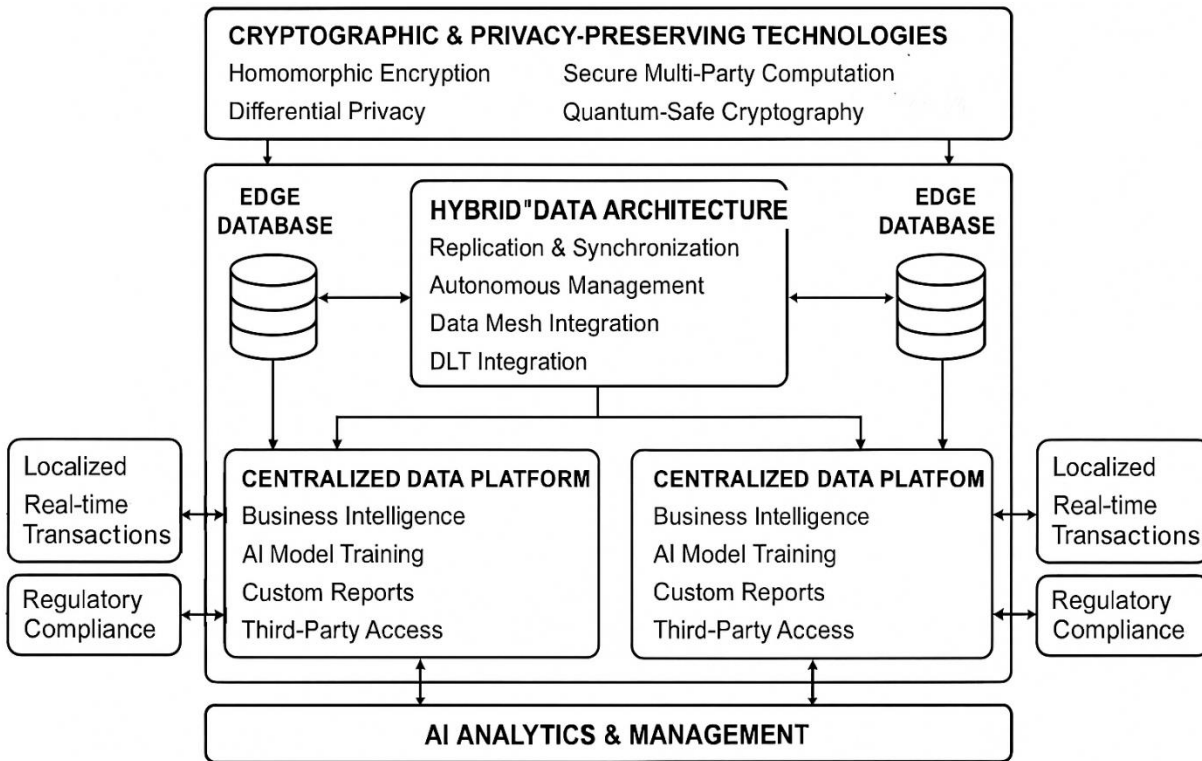 CRYPTOGRAPHIC & PRIVACY-PRESERVING TECHNOLOGIES
Homomorphic Encryption
Secure Multi-Party Computation
Differential Privacy
Quantum-Safe Cryptography
EDGE
DATABASE
HYBRID"DATA ARCHITECTURE
Replication & Synchronization
Autonomous Management
Data Mesh Integration
DLT Integration
EDGE
DATABASE
Localized
Real-time
Transactions
Regulatory
Compliance
CENTRALIZED DATA PLATFORM
Business Intelligence
AI Model Training
Custom Reports
Third-Party Access
CENTRALIZED DATA PLATFOM
Business Intelligence
AI Model Training
Custom Reports
Third-Party Access
Localized
Real-time
Transactions
Regulatory
Compliance
AI ANALYTICS & MANAGEMENT